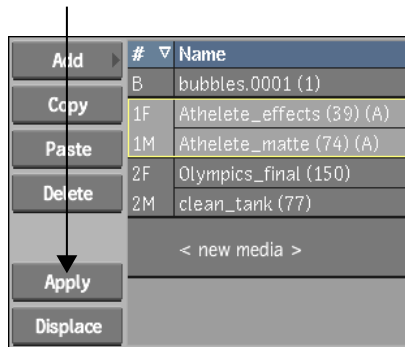 Add
Copy
Paste
Delete
Apply
Displace
# Name
B bubbles.0001 (1)
1F Athelete_effects (39) (A)
1M Athelete_matte (74) (A)
2F Olympics_final (150)
2M clean_tank (77)
< new media >